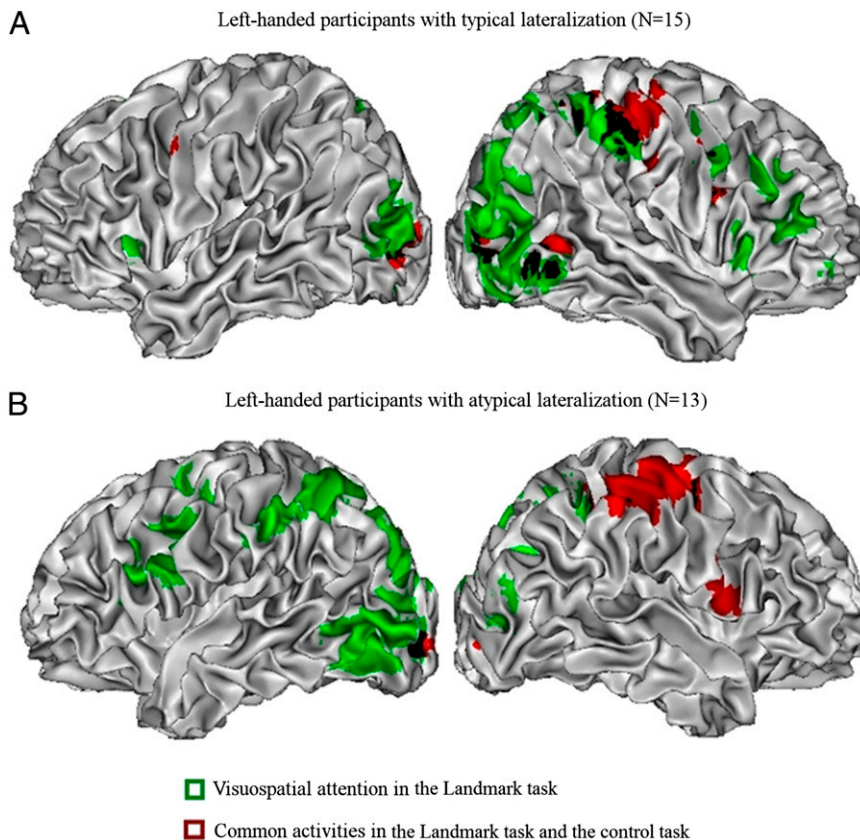 A
Left-handed participants with typical lateralization (N=15)
B
Left-handed participants with atypical lateralization (N=13)
Visuospatial attention in the Landmark task
Common activities in the Landmark task and the control task